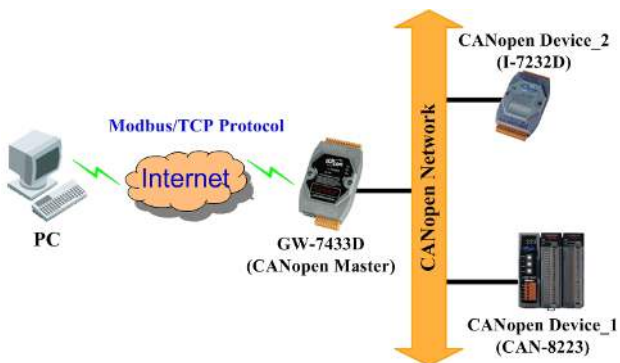 CANopen Device_2
(I-7232D)
Modbus/TCP Protocol
Internet
PC
GW-7433D
(CANopen Master)
CANopen Network
CANopen Device_1
(CAN-8223)